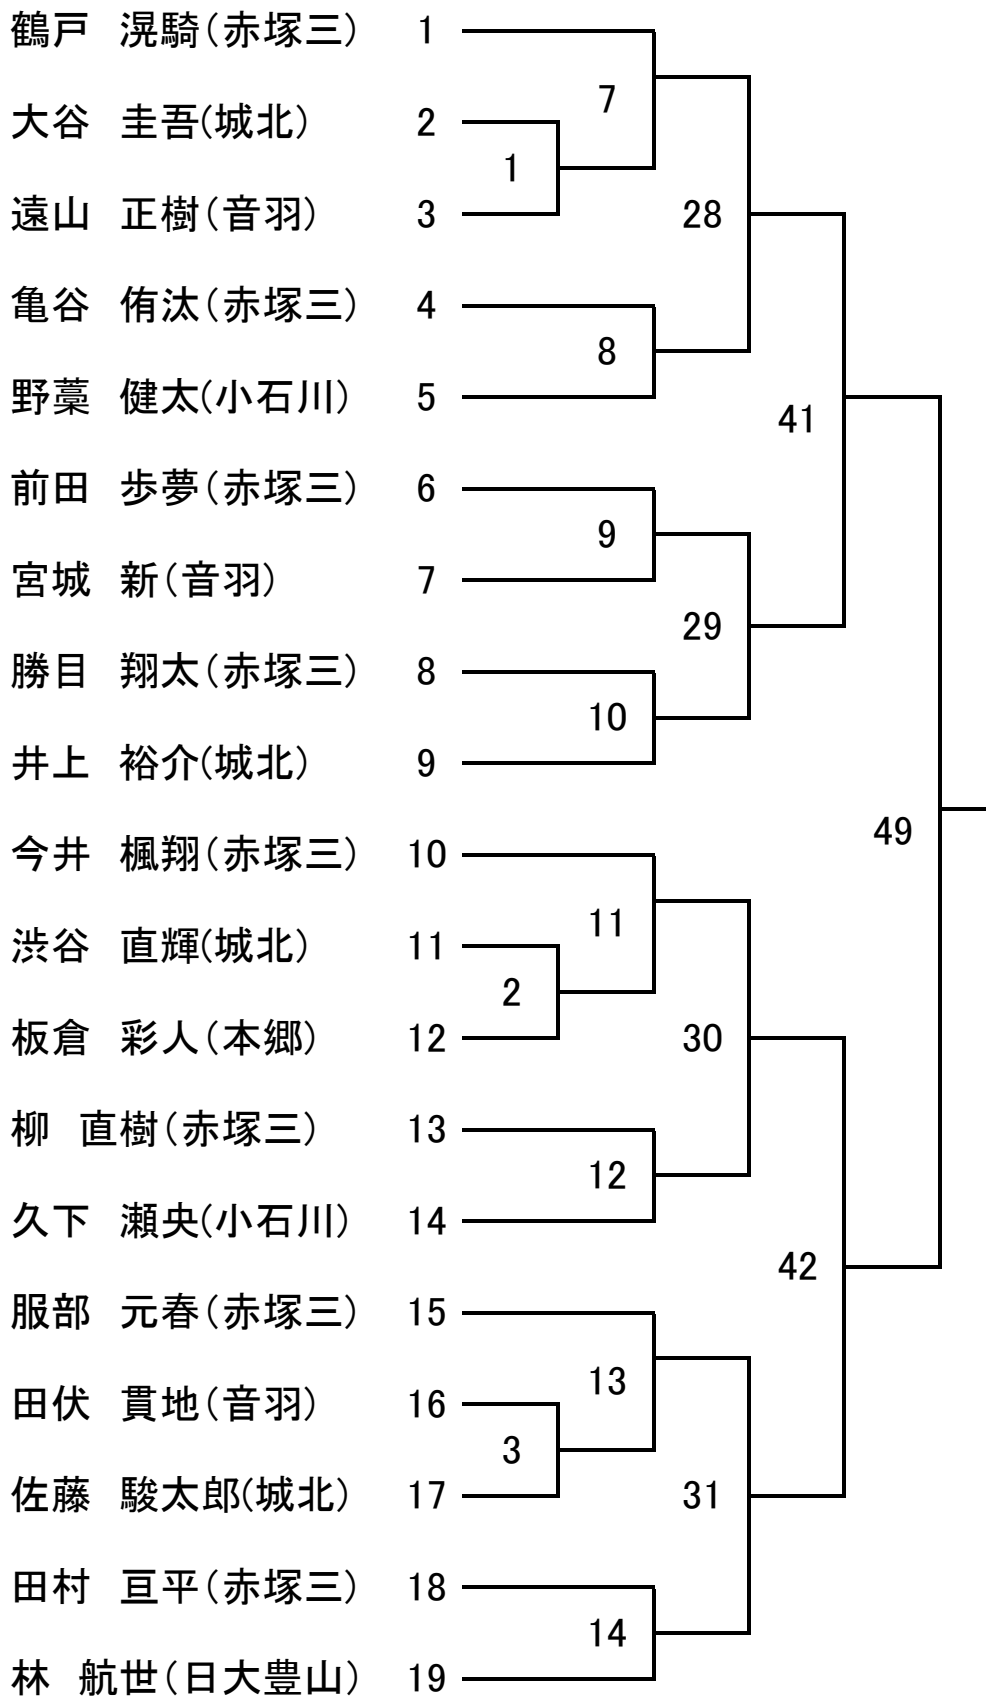 鶴戸 滉騎(赤塚三) 1
7
大谷 圭吾(城北) 2
1
遠山 正樹(音羽) 3
28
亀谷 侑汰(赤塚三) 4
8
野藁 健太(小石川) 5
41
前田 歩夢(赤塚三) 6
9
宮城 新(音羽) 7
29
勝目 翔太(赤塚三) 8
10
井上 裕介(城北) 9
49
今井 楓翔(赤塚三) 10
11
渋谷 直輝(城北) 11
2
板倉 彩人(本郷) 12
30
柳 直樹(赤塚三) 13
12
久下 瀬央(小石川) 14
42
服部 元春(赤塚三) 15
13
田伏 貫地(音羽) 16
3
佐藤 駿太郎(城北) 17
31
田村 亘平(赤塚三) 18
14
林 航世(日大豊山) 19